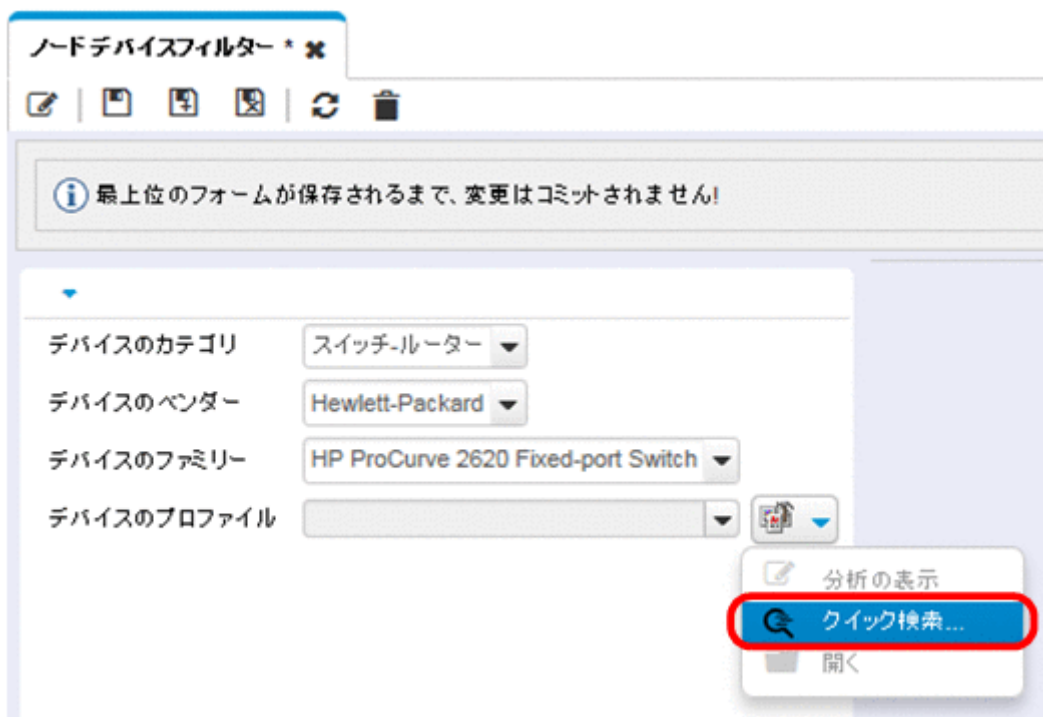 ノード デバイスフィルター *
最上位のフォームが保存されるまで、変更はコミットされません!
デバイスのカテゴリ スイッチ-ルーター
デバイスのベンダー Hewlett-Packard
デバイスのファミリー HP ProCurve 2620 Fixed-port Switch
デバイスのプロファイル
分析の表示
クイック検索...
開く